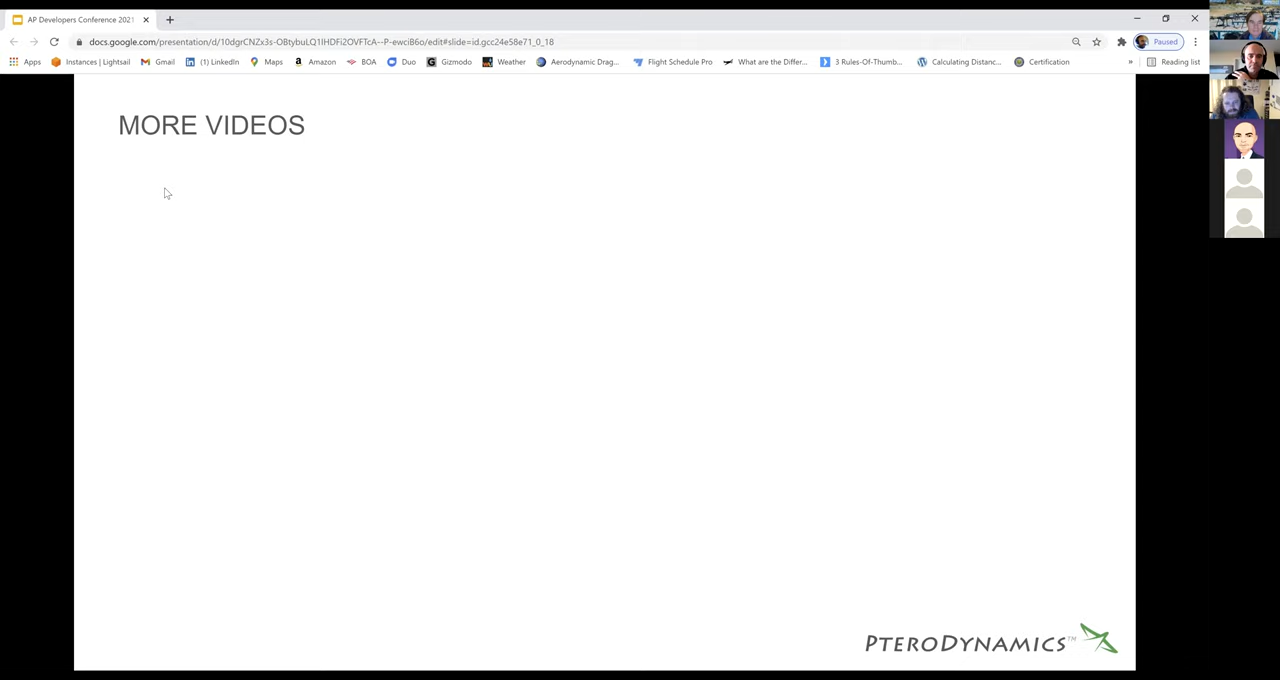 AP Developers Conference 2021
docs.google.com/presentation/d/10dgrCNZx3s-OBtybuLQ1IHDFi2OVFTcA--P-ewciB6o/edit#slide=id.gcc24e58e71_0_18
Paused
Apps
Instances | Lightsail
Gmail
(1) LinkedIn
Maps
Amazon
BOA
Duo
Gizmodo
Weather
Aerodynamic Drag...
Flight Schedule Pro
What are the Differ...
3 Rules-Of-Thumb...
Calculating Distanc...
Certification
»
Reading list
MORE VIDEOS
PTERODYNAMICS™